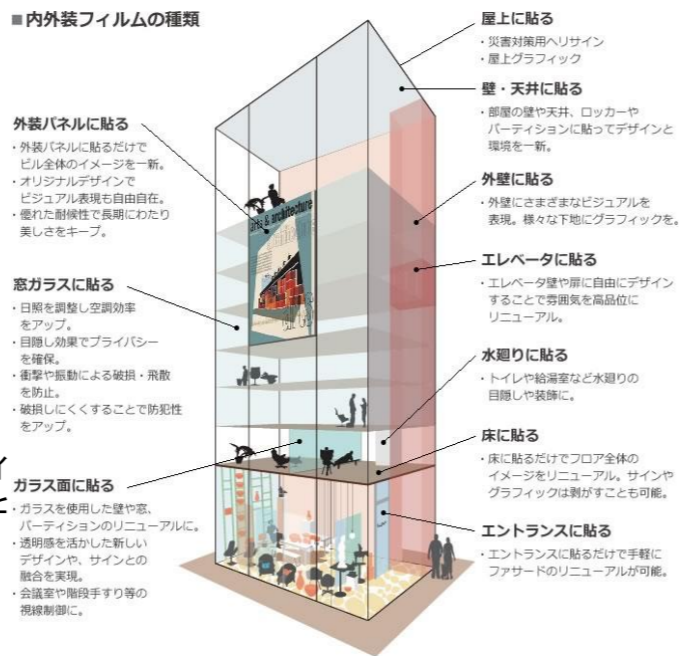 ■内外装フィルムの種類
外装パネルに貼る
・外装パネルに貼るだけで
ビル全体のイメージを一新。
・オリジナルデザインで
ビジュアル表現も自由自在。
・優れた耐候性で長期にわたり
美しさをキープ。
窓ガラスに貼る
・日照を調整し空調効率
をアップ。
・目隠し効果でプライバシー
を確保。
・衝撃や振動による破損・飛散
を防止。
・破損しにくくすることで防犯性
をアップ。
イ
と
ガラス面に貼る
・ガラスを使用した壁や窓、
パーティションのリニューアルに。
・透明感を活かした新しい
デザインや、サインとの
融合を実現。
・会議室や階段手すり等の
視線制御に。
arts & architecture
屋上に貼る
・災害対策用ヘリサイン
・屋上グラフィック
壁・天井に貼る
・部屋の壁や天井、ロッカーや
パーティションに貼ってデザインと
環境を一新。
外壁に貼る
・外壁にさまざまなビジュアルを
表現。様々な下地にグラフィックを。
エレベータに貼る
・エレベータ壁や扉に自由にデザイン
することで雰囲気を高品位に
リニューアル。
水廻りに貼る
・トイレや給湯室など水廻りの
目隠しや装飾に。
床に貼る
・床に貼るだけでフロア全体の
イメージをリニューアル。サインや
グラフィックは剥がすことも可能。
エントランスに貼る
・エントランスに貼るだけで手軽に
ファサードのリニューアルが可能。